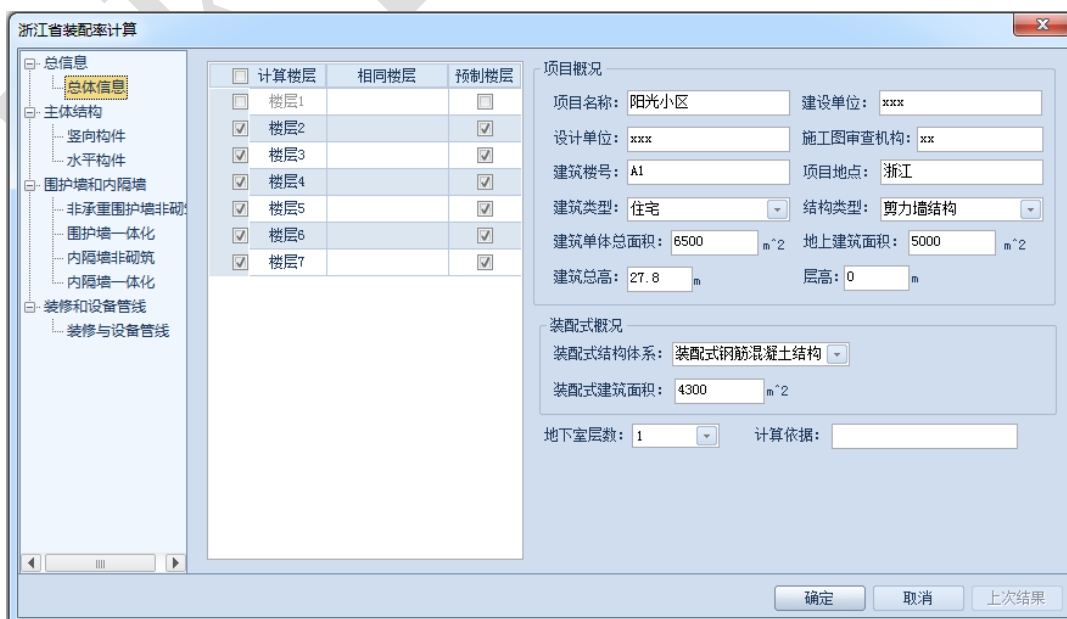 浙江省装配率计算
总信息
总体信息
主体结构
竖向构件
水平构件
围护墙和内隔墙
非承重围护墙非砌
围护墙一体化
内隔墙非砌筑
内隔墙一体化
装修和设备管线
装修与设备管线
计算楼层 相同楼层 预制楼层
楼层1
楼层2
楼层3
楼层4
楼层5
楼层6
楼层7
项目概况
项目名称: 阳光小区 建设单位: xxx
设计单位: xxx 施工图审查机构: xx
建筑楼号: A1 项目地点: 浙江
建筑类型: 住宅 结构类型: 剪力墙结构
建筑单体总面积: 6500 m^2 地上建筑面积: 5000 m^2
建筑总高: 27.8 m 层高: 0 m
装配式概况
装配式结构体系: 装配式钢筋混凝土结构
装配式建筑面积: 4300 m^2
地下室层数: 1 计算依据:
确定 取消 上次结果